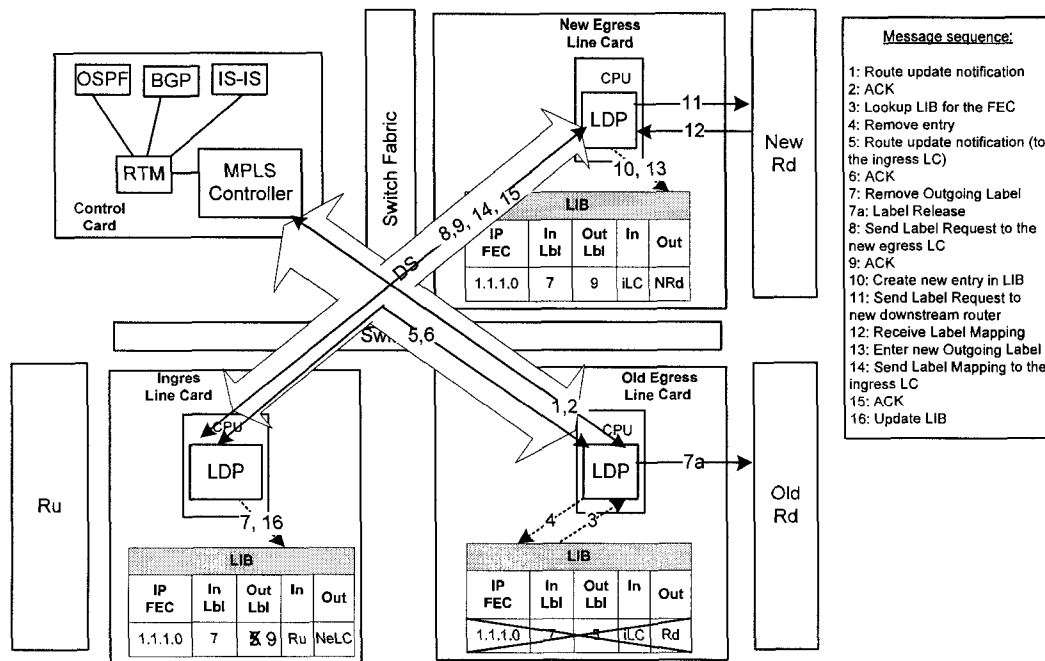 OSPF
BGP
IS-IS
RTM
MPLS
Controller
Control
Card
Switch Fabric
New Egress
Line Card
CPU
LDP
11
12
10, 13
LIB
IP
FEC
In
Lbl
Out
Lbl
In
Out
1.1.1.0
7
9
iLC
NRd
New
Rd
8,9, 14, 15
DS
5,6
1,2
Ingres
Line Card
CPU
LDP
7, 16
LIB
IP
FEC
In
Lbl
Out
Lbl
In
Out
1.1.1.0
7
9
Ru
NeLC
Ru
Old Egress
Line Card
CPU
LDP
7a
4
3
LIB
IP
FEC
In
Lbl
Out
Lbl
In
Out
1.1.1.0
7
iLC
Rd
Old
Rd
Message sequence:
1: Route update notification
2: ACK
3: Lookup LIB for the FEC
4: Remove entry
5: Route update notification (to
the ingress LC)
6: ACK
7: Remove Outgoing Label
7a: Label Release
8: Send Label Request to the
new egress LC
9: ACK
10: Create new entry in LIB
11: Send Label Request to
new downstream router
12: Receive Label Mapping
13: Enter new Outgoing Label
14: Send Label Mapping to the
ingress LC
15: ACK
16: Update LIB